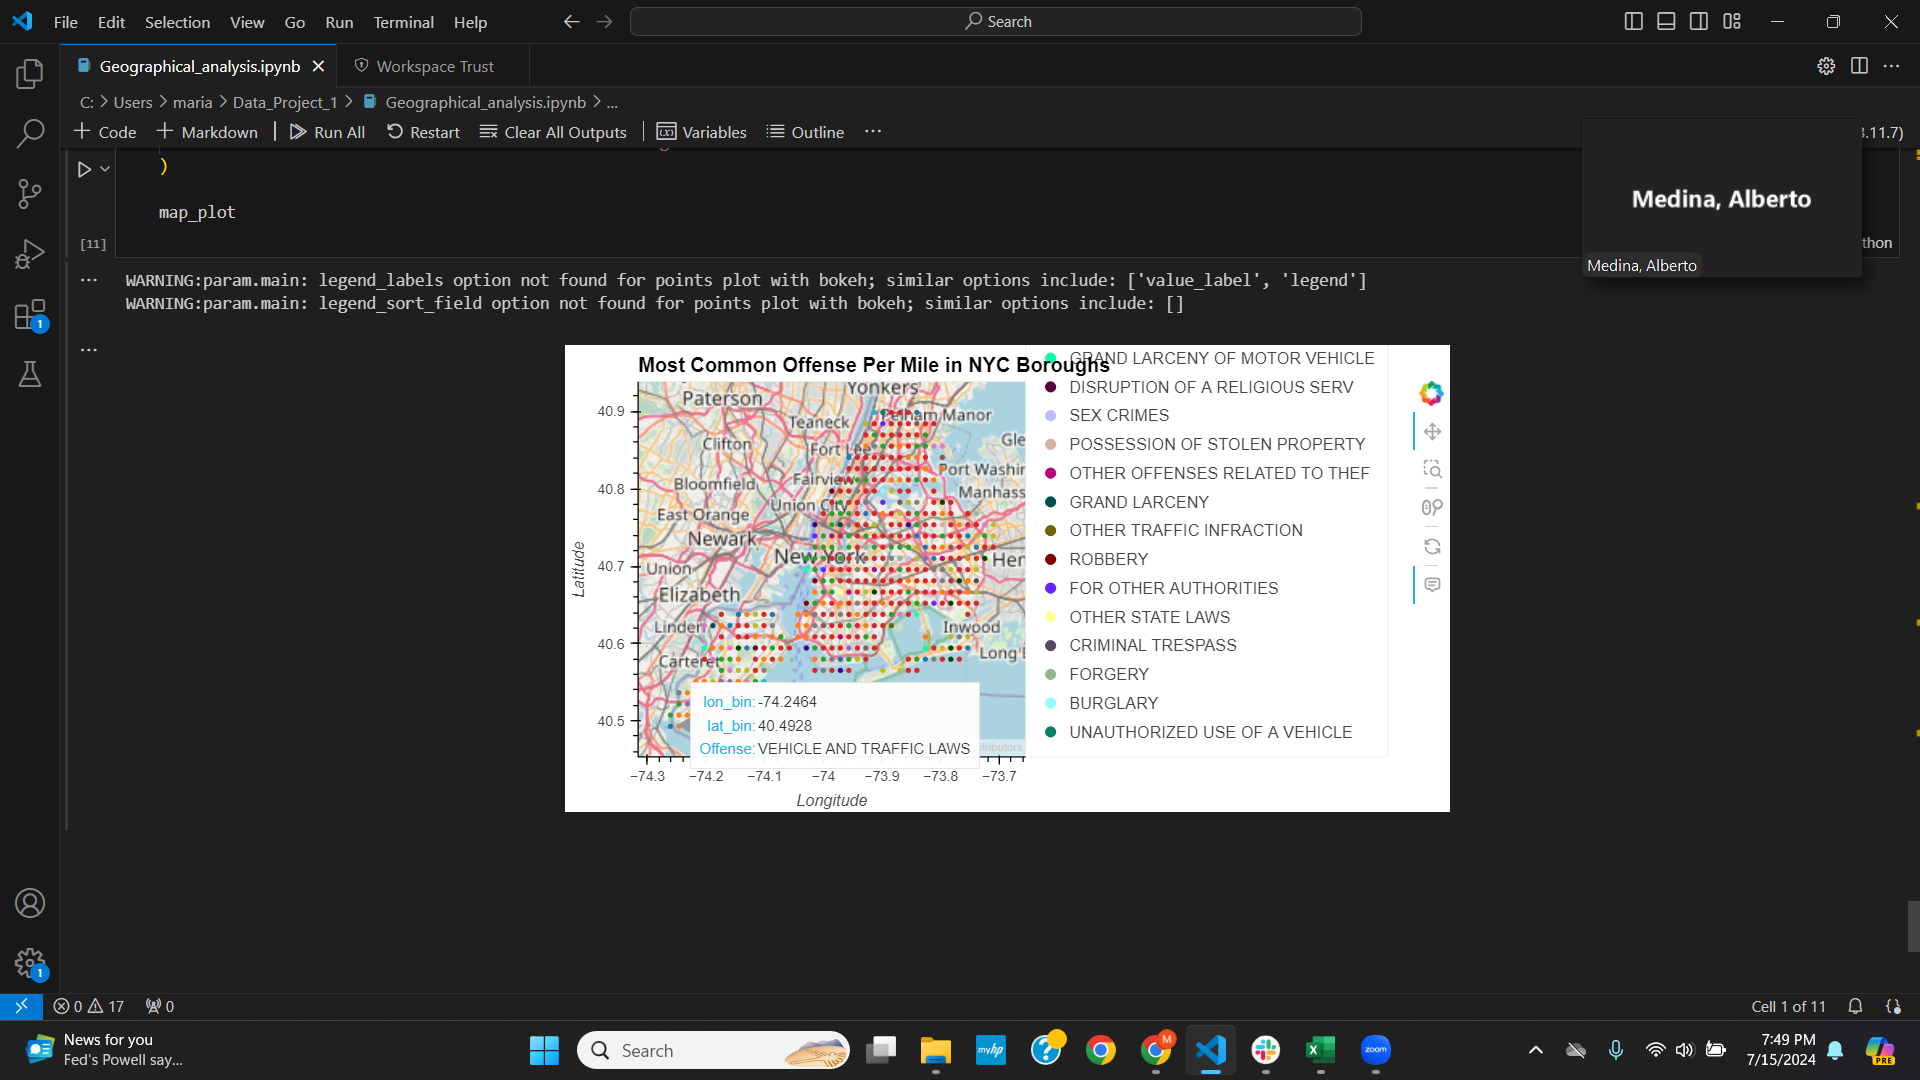 File Edit Selection View Go Run Terminal Help
Search
Geographical_analysis.ipynb
Workspace Trust
C: > Users > maria > Data_Project_1 > Geographical_analysis.ipynb > ...
+ Code + Markdown | Run All Restart Clear All Outputs | Variables Outline ...
3.11.7)
)
map_plot
[11]
thon
Medina, Alberto
Medina, Alberto
WARNING:param.main: legend_labels option not found for points plot with bokeh; similar options include: ['value_label', 'legend']
WARNING:param.main: legend_sort_field option not found for points plot with bokeh; similar options include: []
Most Common Offense Per Mile in NYC Boroughs
GRAND LARCENY OF MOTOR VEHICLE
DISRUPTION OF A RELIGIOUS SERV
SEX CRIMES
POSSESSION OF STOLEN PROPERTY
OTHER OFFENSES RELATED TO THEF
GRAND LARCENY
OTHER TRAFFIC INFRACTION
ROBBERY
FOR OTHER AUTHORITIES
OTHER STATE LAWS
CRIMINAL TRESPASS
FORGERY
BURGLARY
UNAUTHORIZED USE OF A VEHICLE
Latitude
40.9
40.8
40.7
40.6
40.5
Paterson
Yonkers
Teaneck
Pelham Manor
Clifton
Fort Lee
Gle
Port Washin
Bloomfield
Fairview
Manhass
East Orange
Union City
Newark
New York
Union
Hem
Elizabeth
Linden
Inwood
Carteret
Long
lon_bin: -74.2464
lat_bin: 40.4928
Offense: VEHICLE AND TRAFFIC LAWS
tributors
−74.3 −74.2 −74.1 −74 −73.9 −73.8 −73.7
Longitude
1
1
0 17 0
Cell 1 of 11
News for you
Fed's Powell say...
Search
myhp
M
zoom
7:49 PM
7/15/2024
PRE